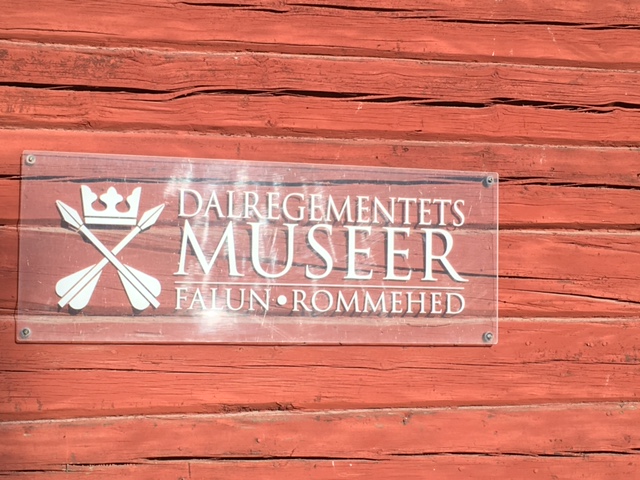 DALREGEMENTETS
MUSEER
FALUN • ROMMEHED